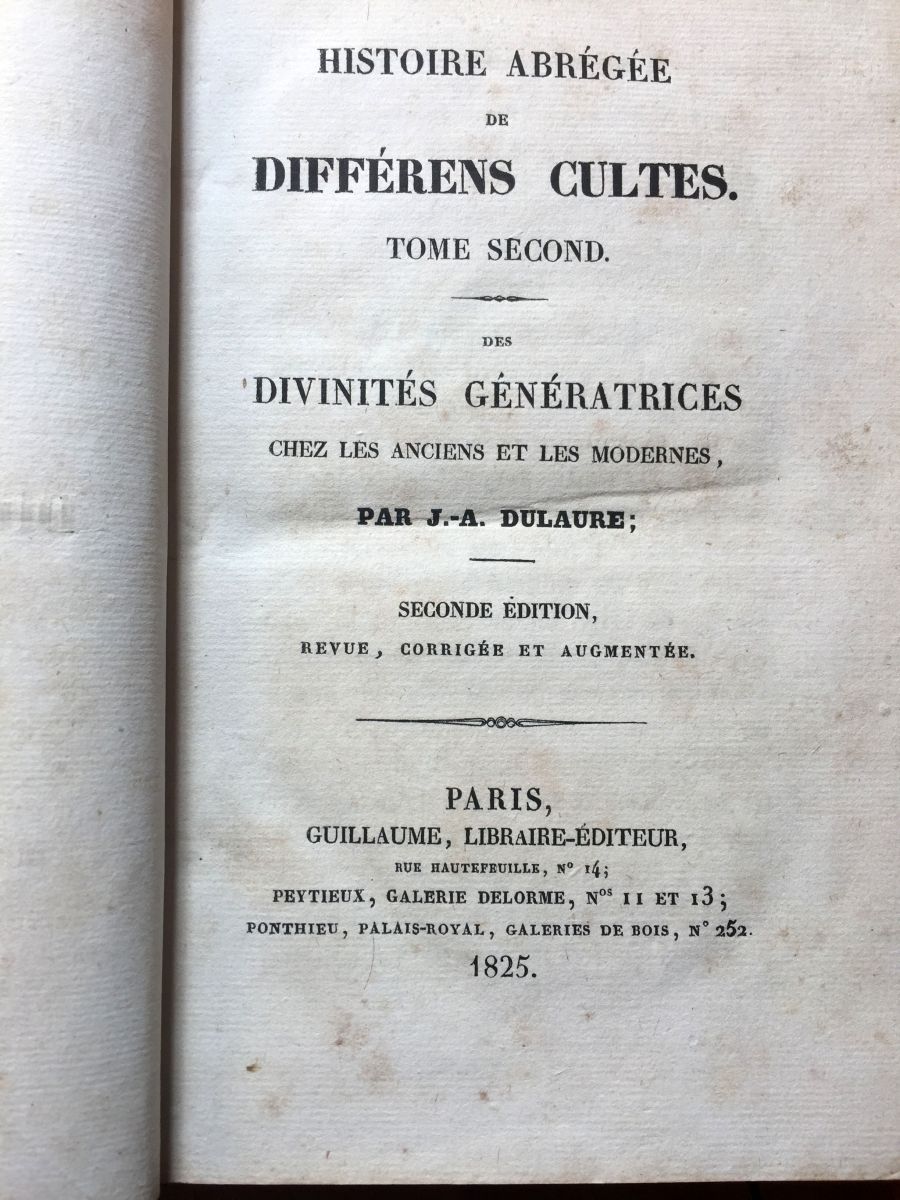 HISTOIRE ABRÉGÉE
DE
DIFFÉRENS CULTES.
TOME SECOND.
DES
DIVINITÉS GÉNÉRATRICES
CHEZ LES ANCIENS ET LES MODERNES,
PAR J.-A. DULAURE;
SECONDE ÉDITION,
REVUE, CORRIGÉE ET AUGMENTÉE.
PARIS,
GUILLAUME, LIBRAIRE-ÉDITEUR,
RUE HAUTEFEUILLE, Nº 14;
PEYTIEUX, GALERIE DELORME, Nos 11 ET 13;
PONTHIEU, PALAIS-ROYAL, GALERIES DE BOIS, N° 252.
1825.